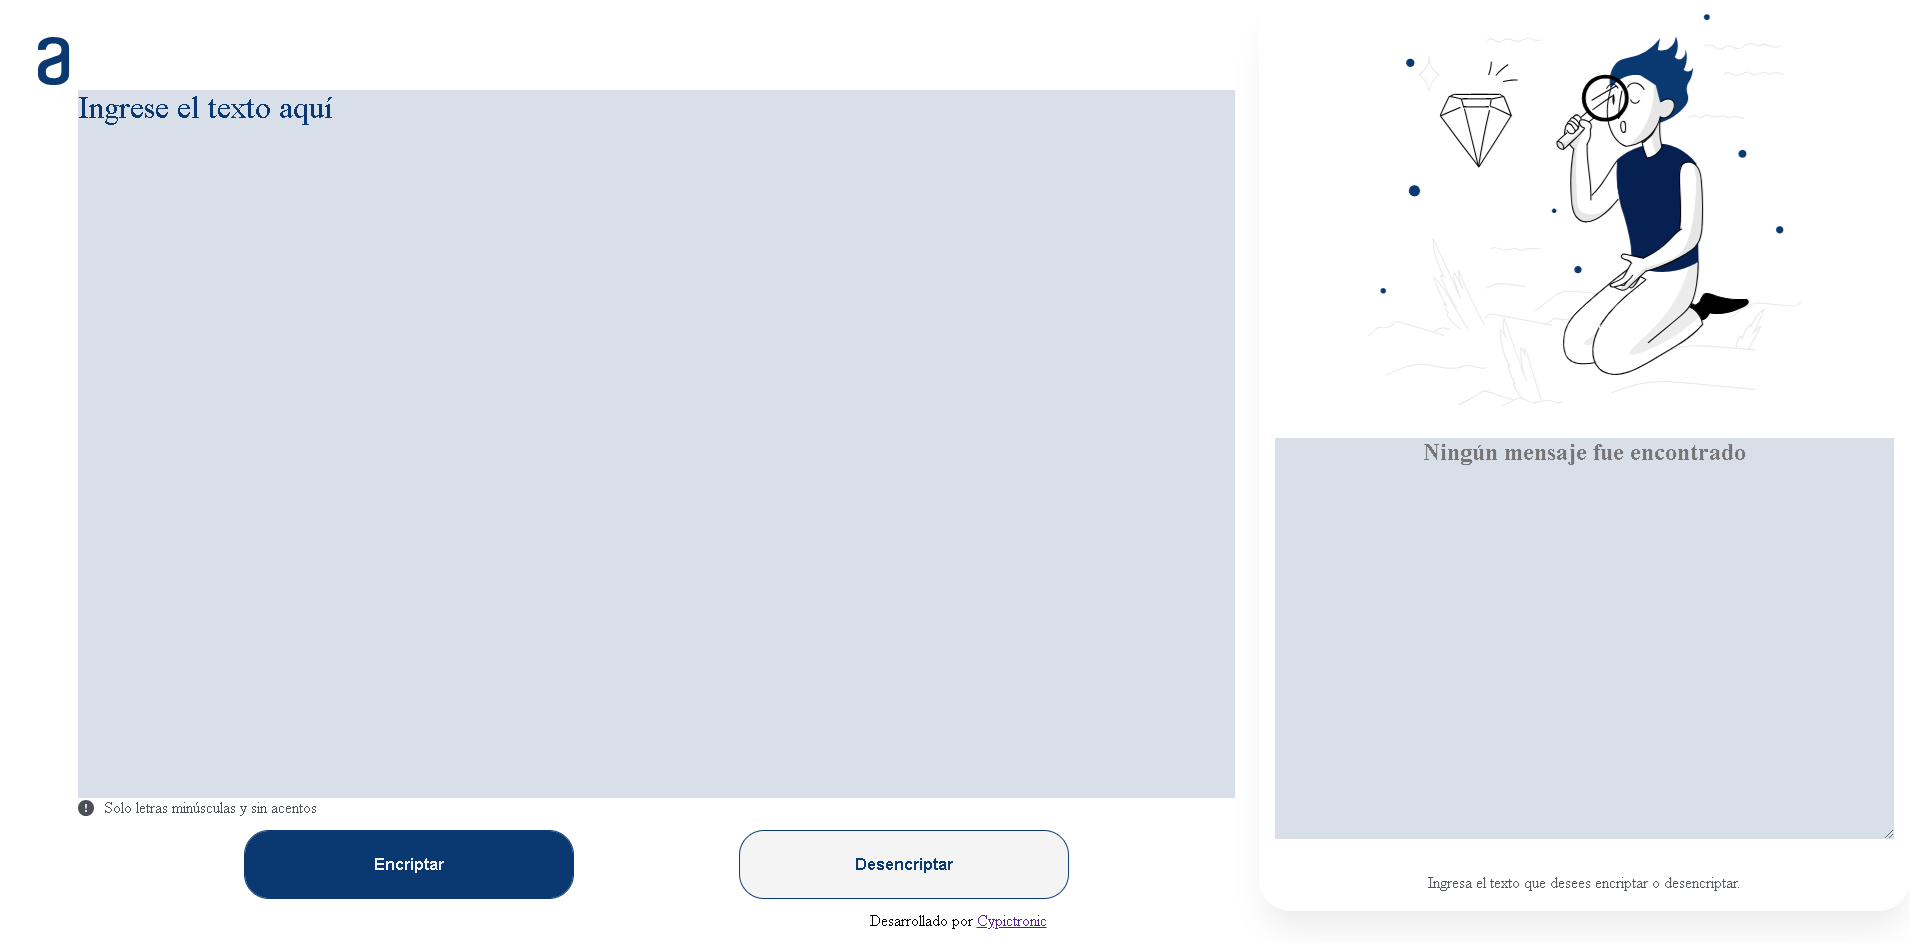 a
Ingrese el texto aquí
Solo letras minúsculas y sin acentos
Encriptar
Desencriptar
Desarrollado por Cypictronic
Ningún mensaje fue encontrado
Ingresa el texto que desees encriptar o desencriptar.